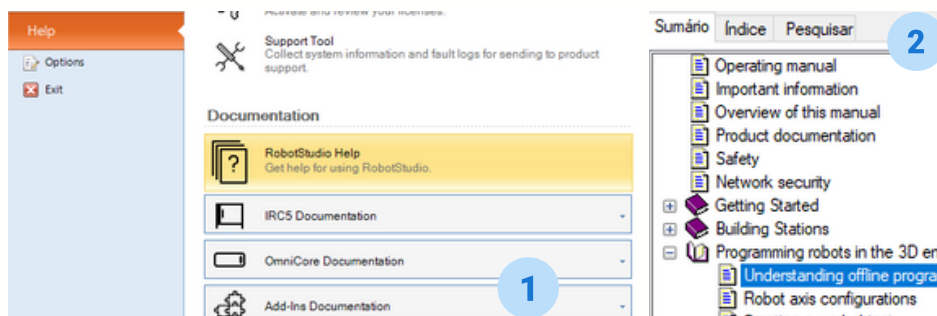 Help
Options
Exit
Activate and review your licenses.
Support Tool
Collect system information and fault logs for sending to product
support.
Documentation
RobotStudio Help
Get help for using RobotStudio.
IRC5 Documentation
OmniCore Documentation
Add-Ins Documentation
1
Sumário Índice Pesquisar
2
Operating manual
Important information
Overview of this manual
Product documentation
Safety
Network security
Getting Started
Building Stations
Programming robots in the 3D en
Understanding offline progra
Robot axis configurations